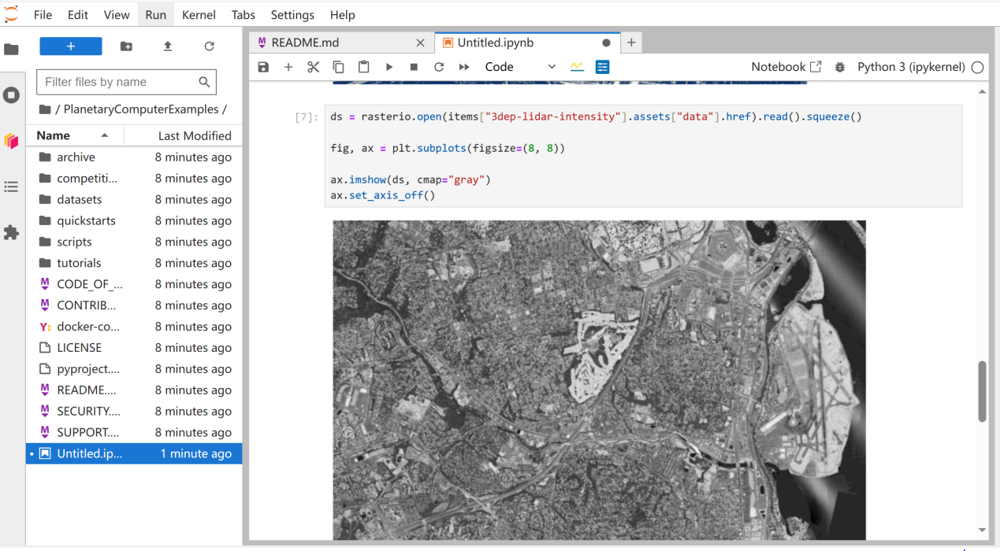 File Edit View Run Kernel Tabs Settings Help
README.md
Untitled.ipynb
Code
Notebook
Python 3 (ipykernel)
Filter files by name
/ PlanetaryComputerExamples /
Name Last Modified
archive 8 minutes ago
competiti... 8 minutes ago
datasets 8 minutes ago
quickstarts 8 minutes ago
scripts 8 minutes ago
tutorials 8 minutes ago
CODE_OF_... 8 minutes ago
CONTRIB... 8 minutes ago
docker-co... 8 minutes ago
LICENSE 8 minutes ago
pyproject.... 8 minutes ago
README.... 8 minutes ago
SECURITY.... 8 minutes ago
SUPPORT.... 8 minutes ago
Untitled.ip... 1 minute ago
[7]: ds = rasterio.open(items["3dep-lidar-intensity"].assets["data"].href).read().squeeze()
fig, ax = plt.subplots(figsize=(8, 8))
ax.imshow(ds, cmap="gray")
ax.set_axis_off()